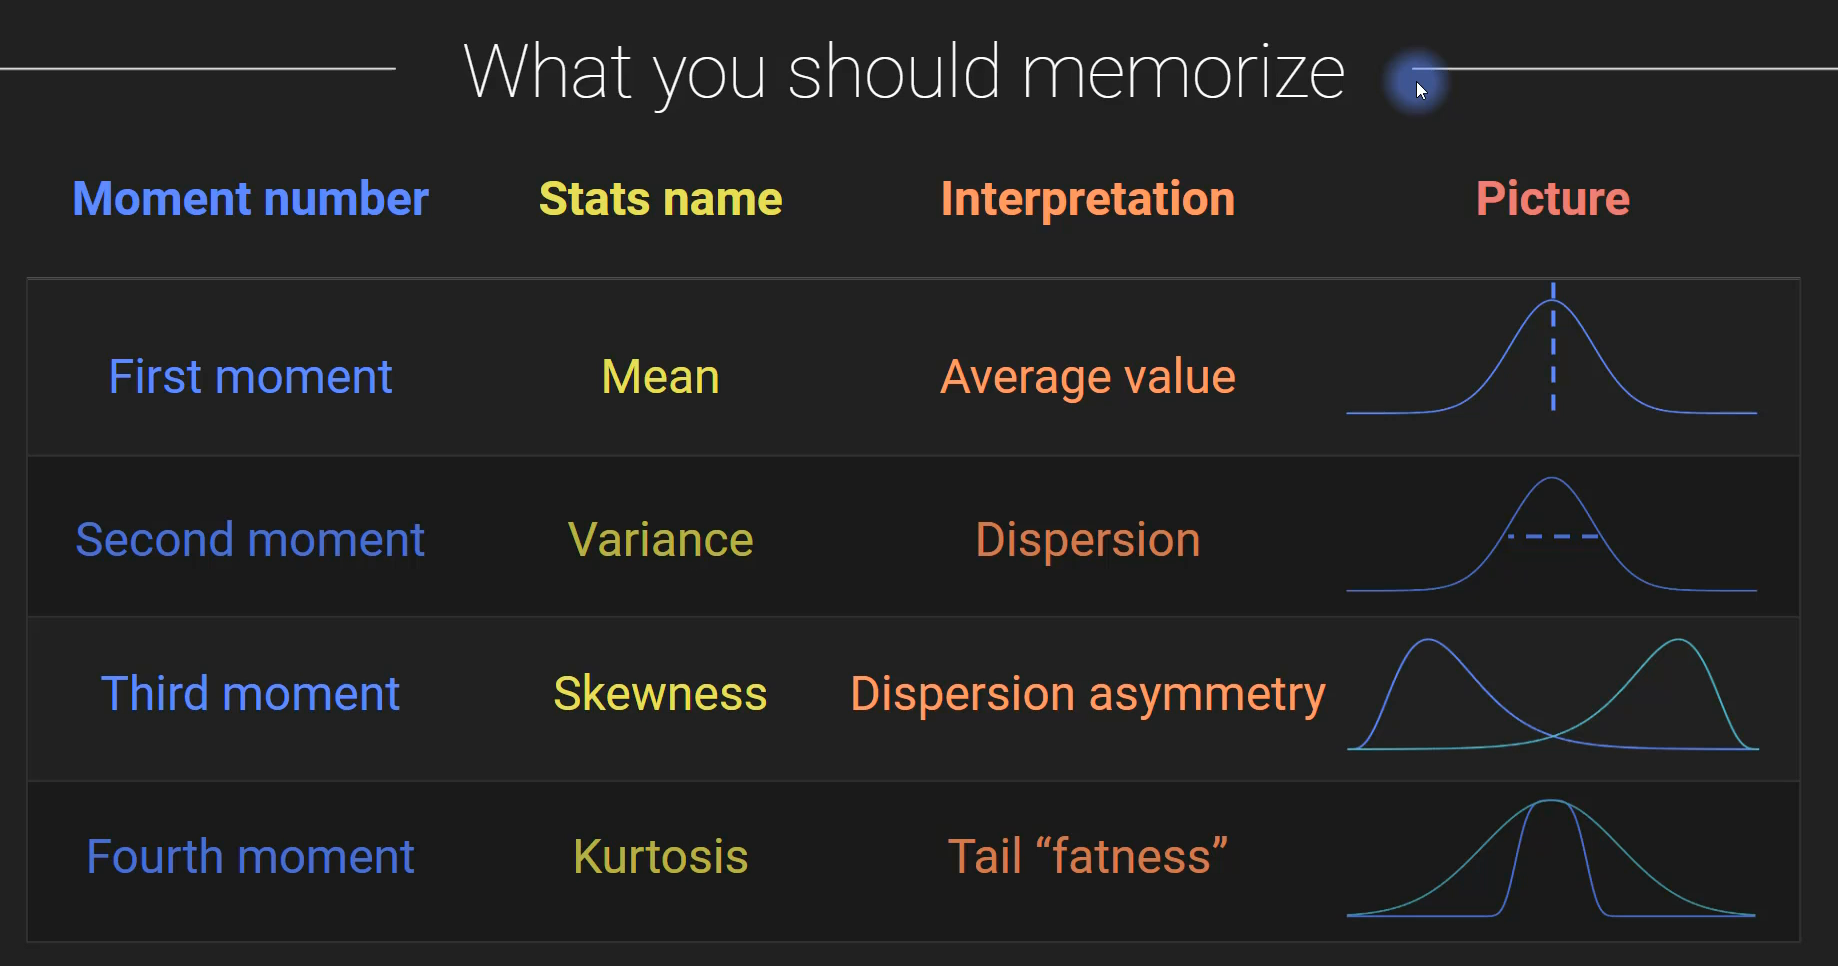 What you should memorize
Moment number Stats name Interpretation Picture
First moment Mean Average value
Second moment Variance Dispersion
Third moment Skewness Dispersion asymmetry
Fourth moment Kurtosis Tail “fatness”